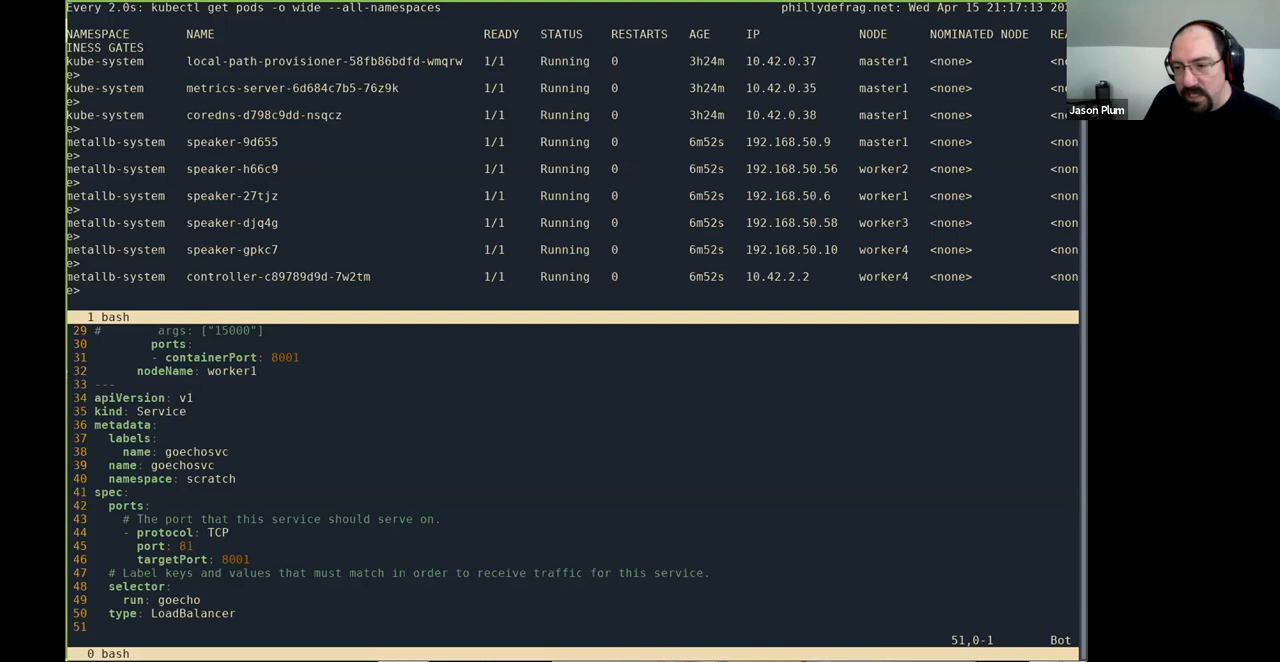 Every 2.0s: kubectl get pods -o wide --all-namespaces phillydefrag.net: Wed Apr 15 21:17:13
NAMESPACE NAME READY STATUS RESTARTS AGE IP NODE NOMINATED NODE REA
INESS GATES
kube-system local-path-provisioner-58fb86bdfd-wmqrw 1/1 Running 0 3h24m 10.42.0.37 master1 <none> <no
e>
kube-system metrics-server-6d684c7b5-76z9k 1/1 Running 0 3h24m 10.42.0.35 master1 <none> <no
e>
kube-system coredns-d798c9dd-nsqcz 1/1 Running 0 3h24m 10.42.0.38 master1 <none> <no
e>
Jason Plum
metallb-system speaker-9d655 1/1 Running 0 6m52s 192.168.50.9 master1 <none> <non
e>
metallb-system speaker-h66c9 1/1 Running 0 6m52s 192.168.50.56 worker2 <none> <non
e>
metallb-system speaker-27tjz 1/1 Running 0 6m52s 192.168.50.6 worker1 <none> <non
e>
metallb-system speaker-djq4g 1/1 Running 0 6m52s 192.168.50.58 worker3 <none> <non
e>
metallb-system speaker-gpkc7 1/1 Running 0 6m52s 192.168.50.10 worker4 <none> <non
e>
metallb-system controller-c89789d9d-7w2tm 1/1 Running 0 6m52s 10.42.2.2 worker4 <none> <non
e>
1 bash
29 # args: ["15000"]
30 ports:
31 - containerPort: 8001
32 nodeName: worker1
33 ---
34 apiVersion: v1
35 kind: Service
36 metadata:
37 labels:
38 name: goechosvc
39 name: goechosvc
40 namespace: scratch
41 spec:
42 ports:
43 # The port that this service should serve on.
44 - protocol: TCP
45 port: 81
46 targetPort: 8001
47 # Label keys and values that must match in order to receive traffic for this service.
48 selector:
49 run: goecho
50 type: LoadBalancer
51
51,0-1 Bot
0 bash